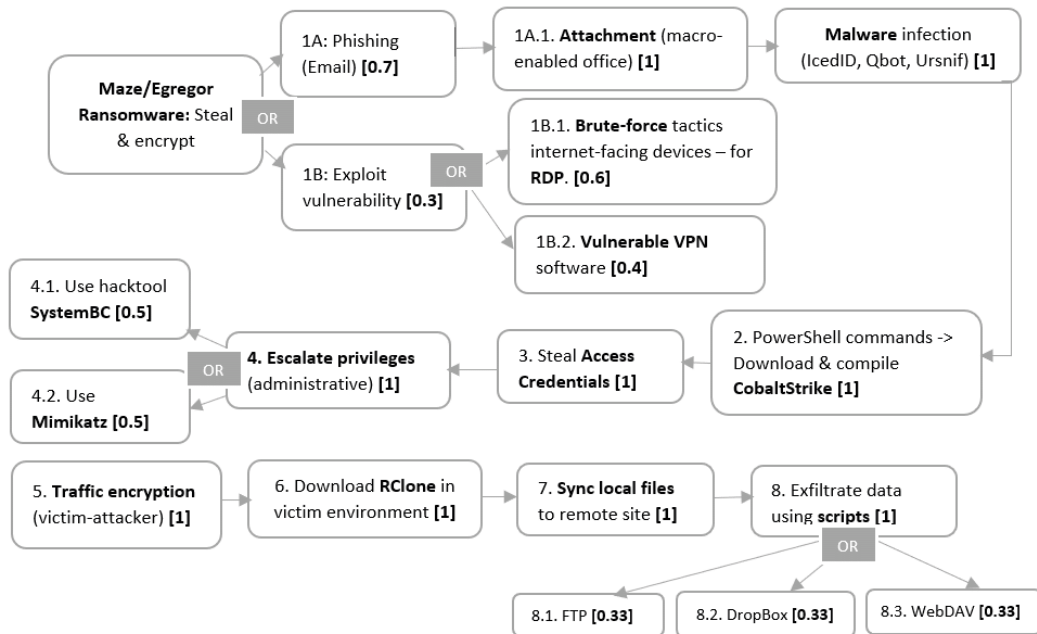 1A: Phishing
(Email) [0.7]
1A.1. Attachment (macro-
enabled office) [1]
Malware infection
(IcedID, Qbot, Ursnif) [1]
Maze/Egregor
Ransomware: Steal
& encrypt
OR
1B: Exploit
vulnerability [0.3]
OR
1B.1. Brute-force tactics
internet-facing devices – for
RDP. [0.6]
1B.2. Vulnerable VPN
software [0.4]
4.1. Use hacktool
SystemBC [0.5]
OR
4. Escalate privileges
(administrative) [1]
3. Steal Access
Credentials [1]
2. PowerShell commands ->
Download & compile
CobaltStrike [1]
4.2. Use
Mimikatz [0.5]
5. Traffic encryption
(victim-attacker) [1]
6. Download RClone in
victim environment [1]
7. Sync local files
to remote site [1]
8. Exfiltrate data
using scripts [1]
OR
8.1. FTP [0.33]
8.2. DropBox [0.33]
8.3. WebDAV [0.33]